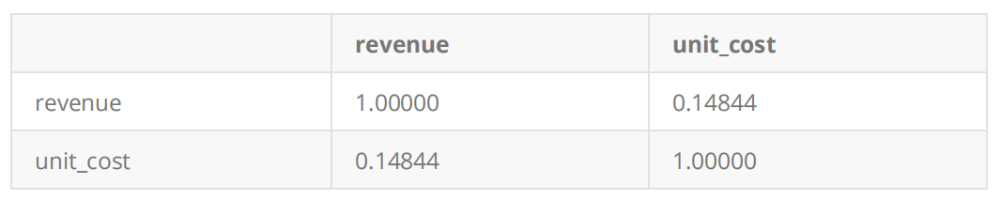 revenue unit_cost
revenue 1.00000 0.14844
unit_cost 0.14844 1.00000